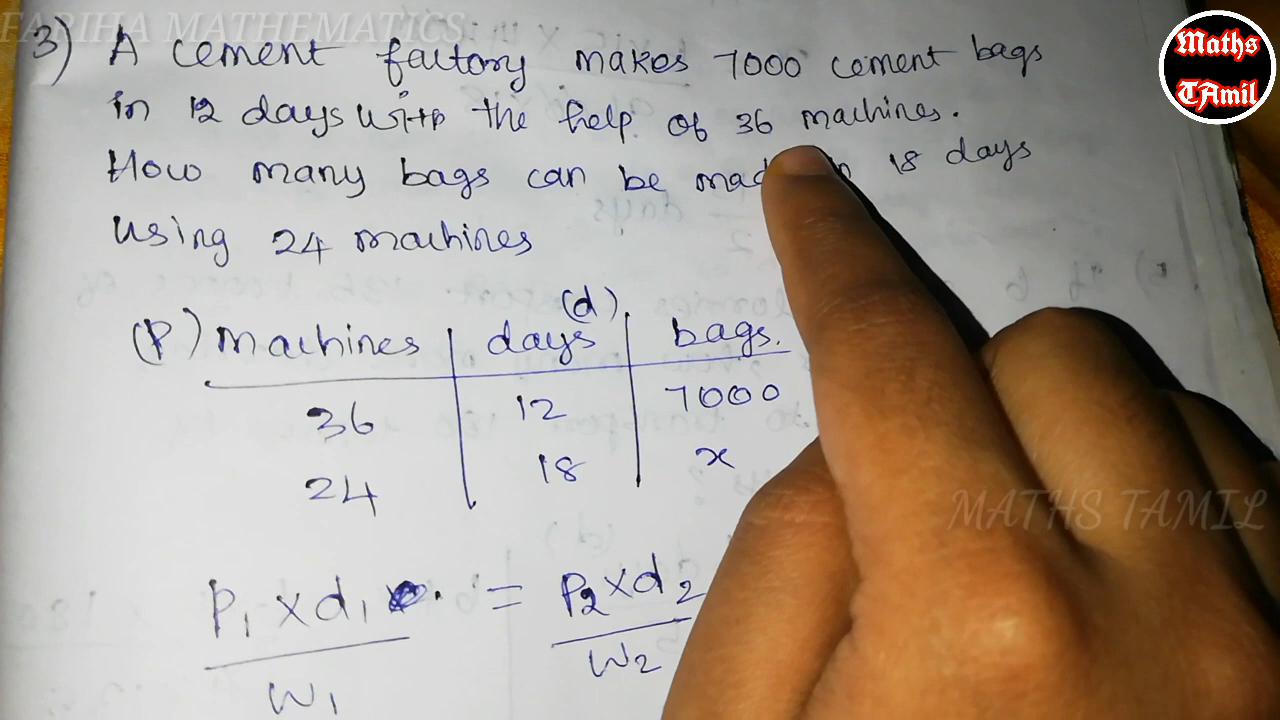 FARIHA MATHEMATICS
Maths
TAmil
3) A cement factory makes 7000 cement bags
in 12 days with the help of 36 machines.
How many bags can be 18 days
using 24 machines
(P) machines | days (d) | bags.
36 | 12 | 7000
24 | 18 | x
P1 x d1 = P2 x d2
W1 W2
MATHS TAMIL